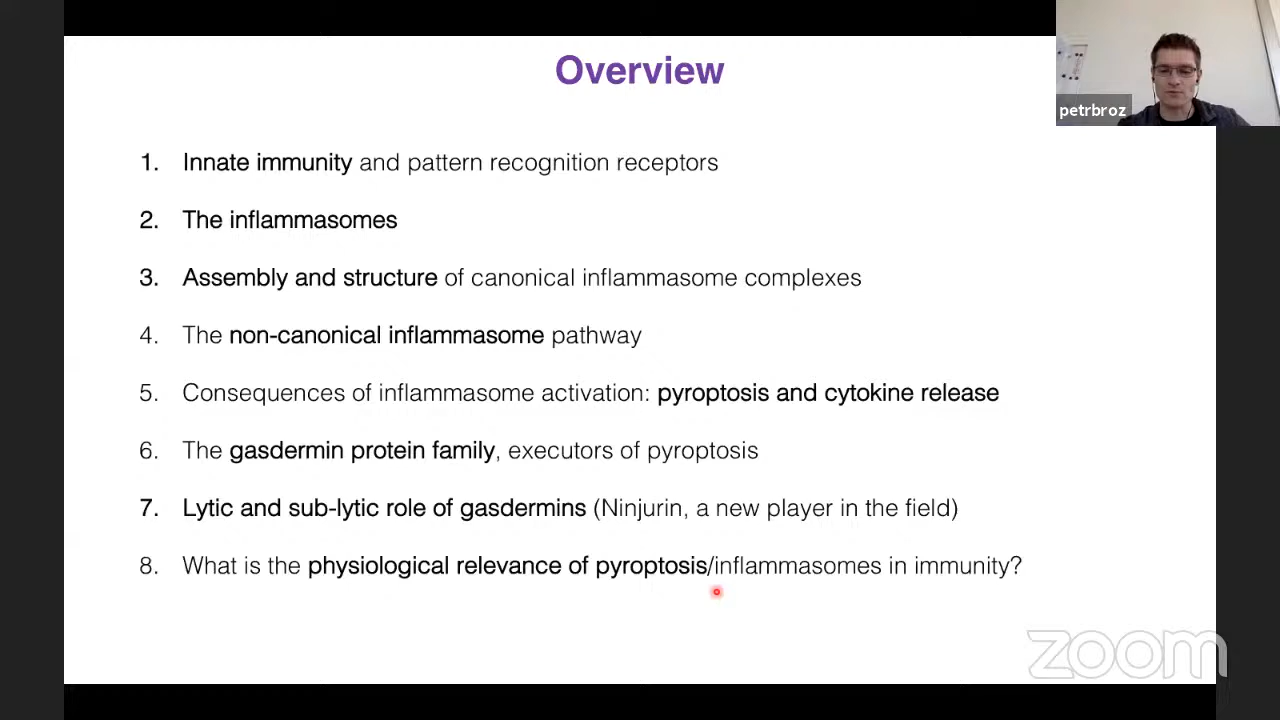 Overview
petrbroz
1. Innate immunity and pattern recognition receptors
2. The inflammasomes
3. Assembly and structure of canonical inflammasome complexes
4. The non-canonical inflammasome pathway
5. Consequences of inflammasome activation: pyroptosis and cytokine release
6. The gasdermin protein family, executors of pyroptosis
7. Lytic and sub-lytic role of gasdermins (Ninjurin, a new player in the field)
8. What is the physiological relevance of pyroptosis/inflammasomes in immunity?
zoom